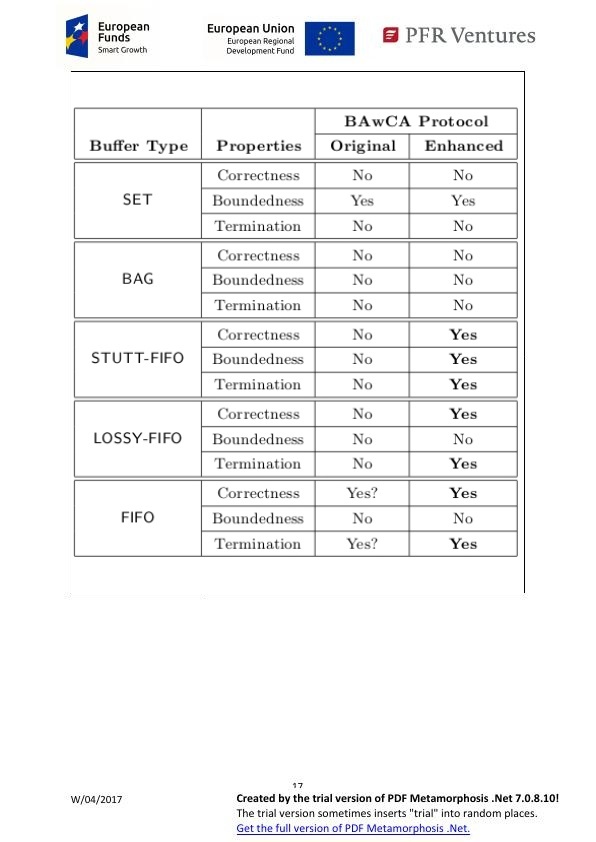 European
Funds
Smart Growth
European Union
European Regional
Development Fund
PFR Ventures
BAwCA Protocol
Buffer Type Properties Original Enhanced
SET
Correctness No No
Boundedness Yes Yes
Termination No No
BAG
Correctness No No
Boundedness No No
Termination No No
STUTT-FIFO
Correctness No Yes
Boundedness No Yes
Termination No Yes
LOSSY-FIFO
Correctness No Yes
Boundedness No No
Termination No Yes
FIFO
Correctness Yes? Yes
Boundedness No No
Termination Yes? Yes
17
W/04/2017
Created by the trial version of PDF Metamorphosis .Net 7.0.8.10!
The trial version sometimes inserts "trial" into random places.
Get the full version of PDF Metamorphosis .Net.